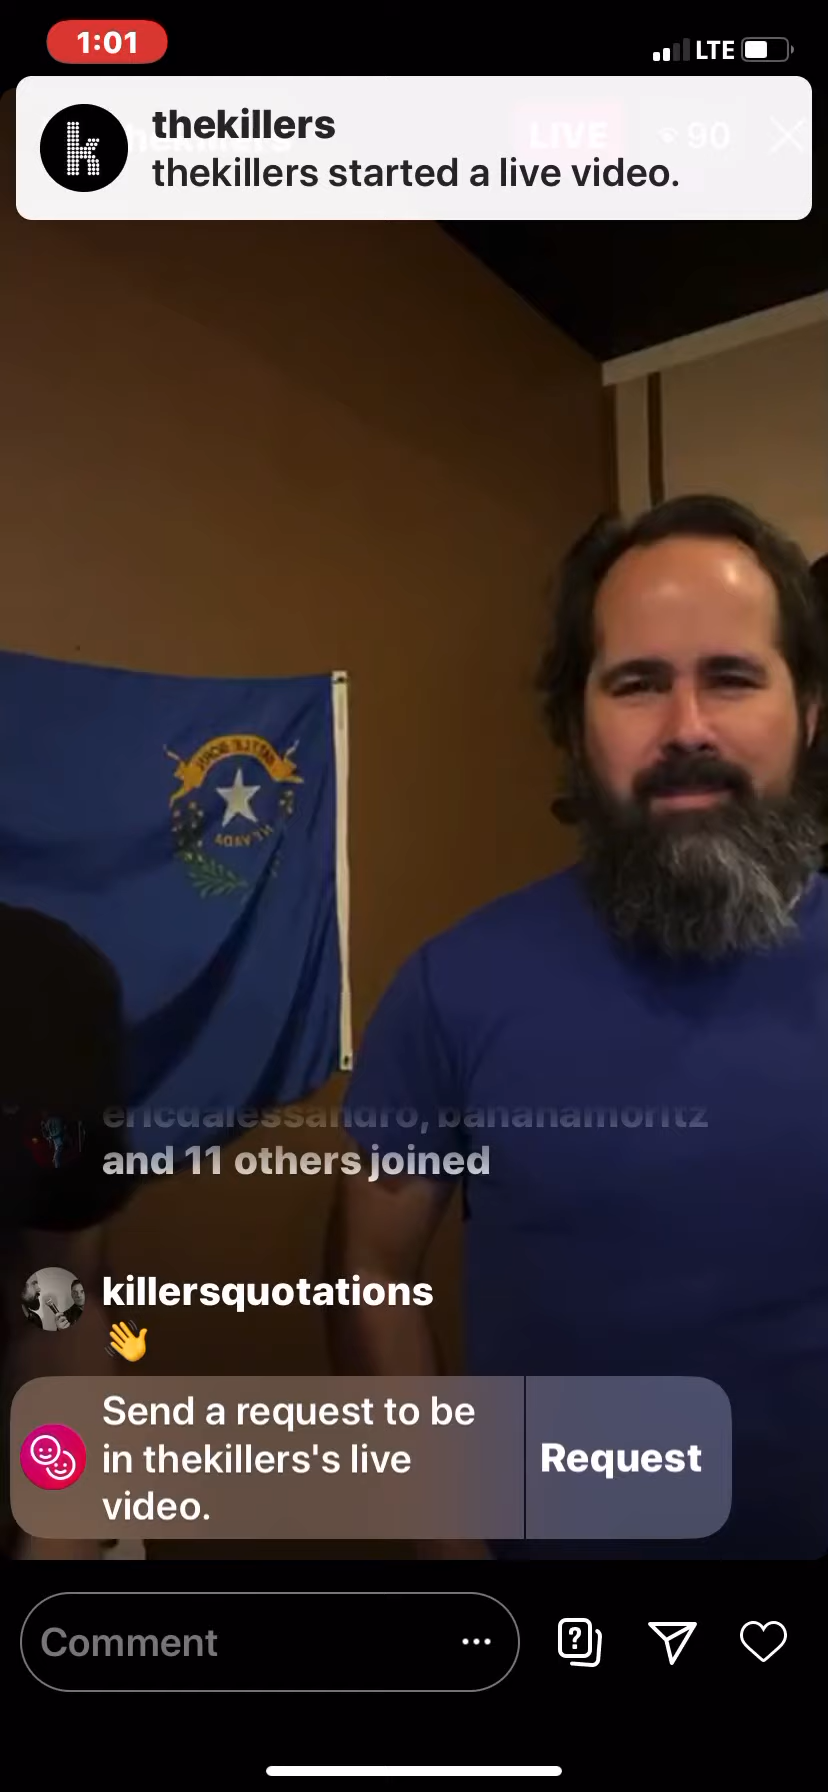 1:01
LTE
thekillers
LIVE
90
thekillers started a live video.
BATTLE BORN
NEVADA
ericdalessandro, bananamoritz
and 11 others joined
killersquotations
👋
Send a request to be
in thekillers's live
video.
Request
Comment